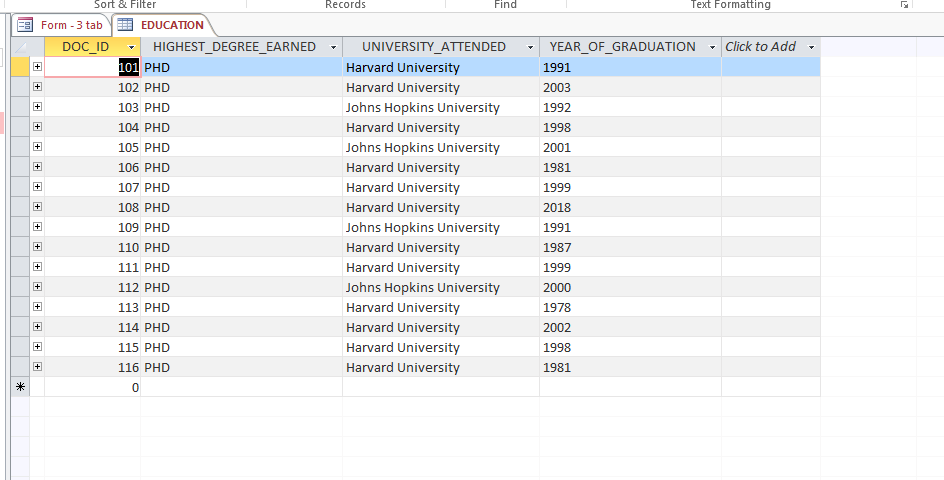 Sort & Filter Records Find Text Formatting
Form - 3 tab EDUCATION
DOC_ID HIGHEST_DEGREE_EARNED UNIVERSITY_ATTENDED YEAR_OF_GRADUATION Click to Add
101 PHD Harvard University 1991
102 PHD Harvard University 2003
103 PHD Johns Hopkins University 1992
104 PHD Harvard University 1998
105 PHD Johns Hopkins University 2001
106 PHD Harvard University 1981
107 PHD Harvard University 1999
108 PHD Harvard University 2018
109 PHD Johns Hopkins University 1991
110 PHD Harvard University 1987
111 PHD Harvard University 1999
112 PHD Johns Hopkins University 2000
113 PHD Harvard University 1978
114 PHD Harvard University 2002
115 PHD Harvard University 1998
116 PHD Harvard University 1981
0